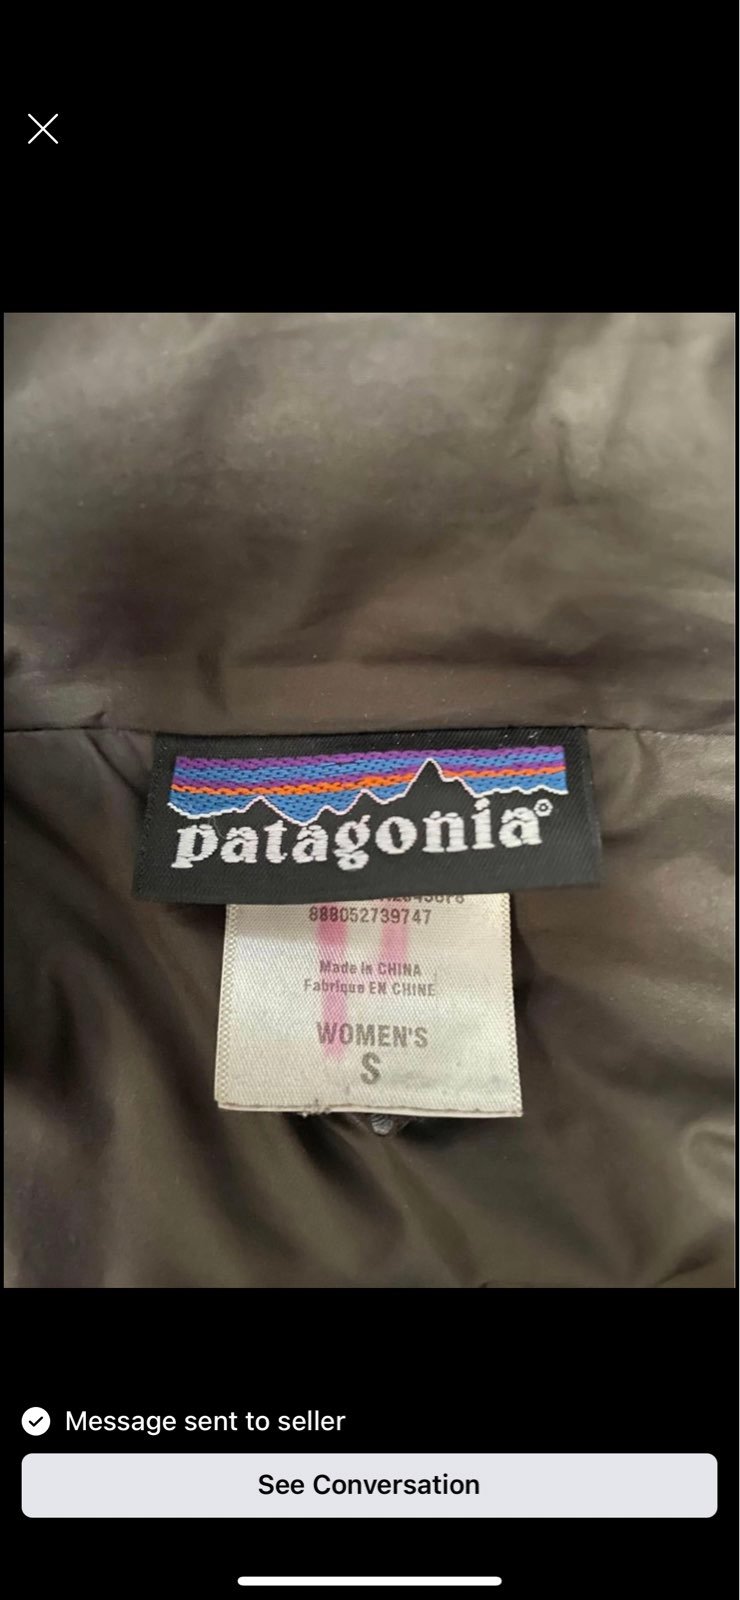 patagonia®
888052739747
Made in CHINA
Fabriqué EN CHINE
WOMEN'S
S
Message sent to seller
See Conversation